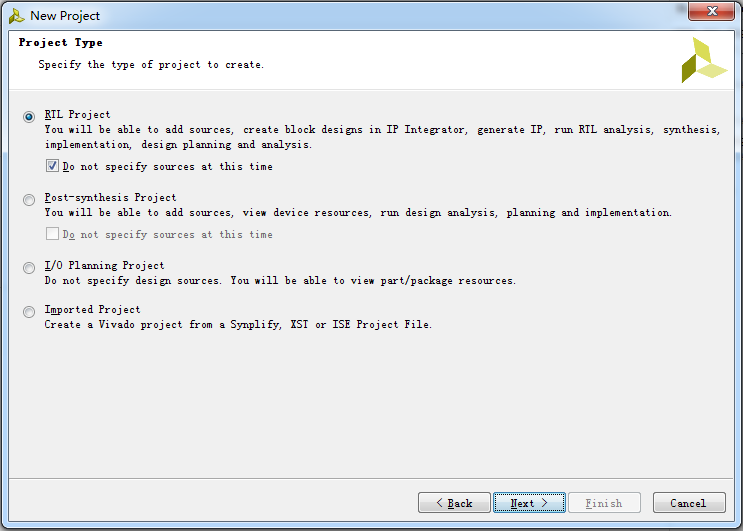 New Project
Project Type
Specify the type of project to create.
RTL Project
You will be able to add sources, create block designs in IP Integrator, generate IP, run RTL analysis, synthesis,
implementation, design planning and analysis.
Do not specify sources at this time
Post-synthesis Project
You will be able to add sources, view device resources, run design analysis, planning and implementation.
Do not specify sources at this time
I/O Planning Project
Do not specify design sources. You will be able to view part/package resources.
Imported Project
Create a Vivado project from a Synplify, XST or ISE Project File.
< Back Next > Finish Cancel